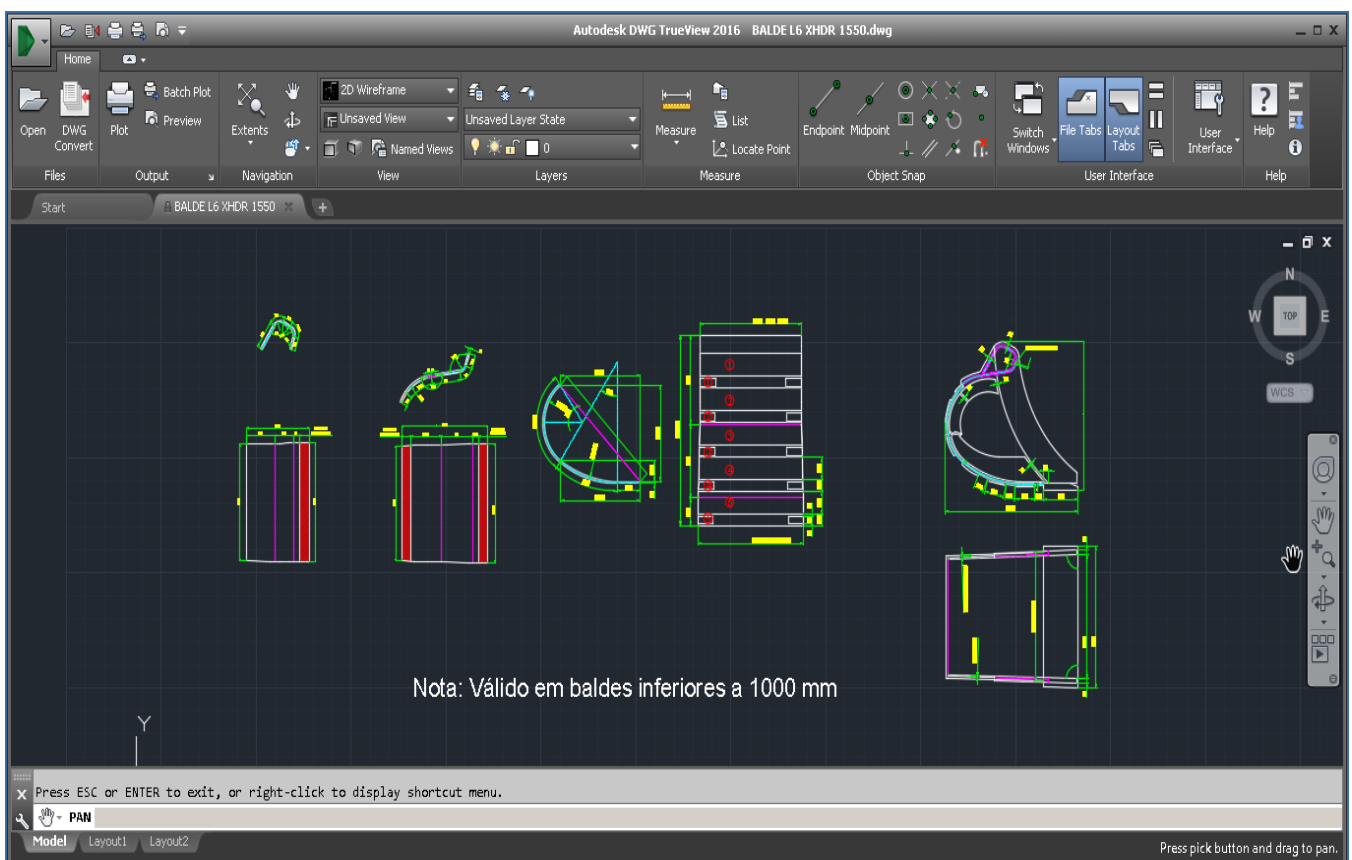 Autodesk DWG TrueView 2016 BALDE L6 XHDR 1550.dwg
Home
Open
DWG Convert
Plot
Batch Plot
Preview
Extents
2D Wireframe
Unsaved View
Named Views
Unsaved Layer State
0
Measure
List
Locate Point
Endpoint
Midpoint
Switch Windows
File Tabs
Layout Tabs
User Interface
Help
Files
Output
Navigation
View
Layers
Measure
Object Snap
User Interface
Help
Start
BALDE L6 XHDR 1550
N
W
TOP
E
S
WCS
1
2
3
4
Nota: Válido em baldes inferiores a 1000 mm
Y
Press ESC or ENTER to exit, or right-click to display shortcut menu.
PAN
Model
Layout1
Layout2
Press pick button and drag to pan.